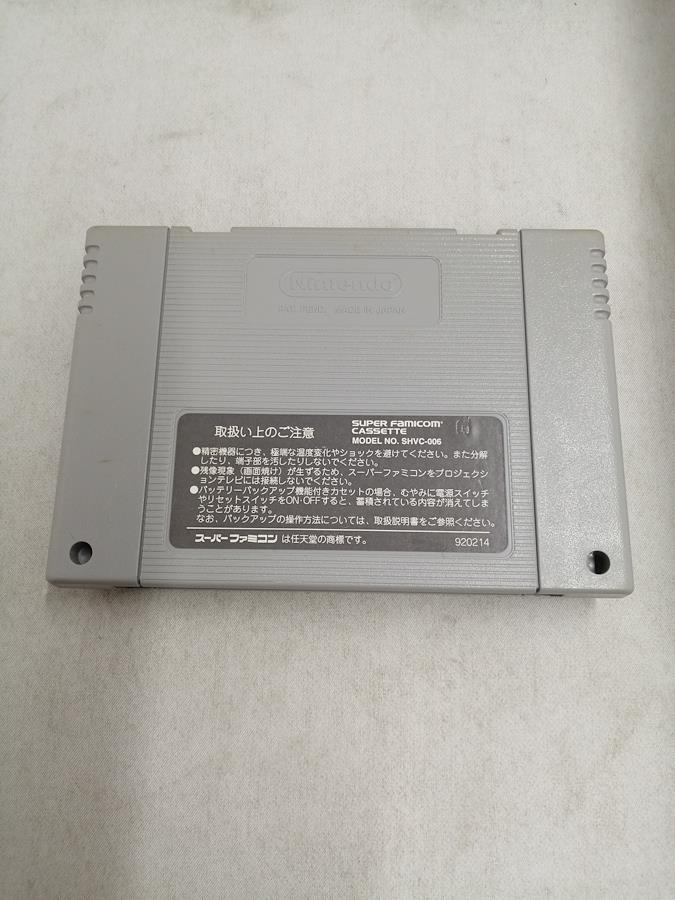 Nintendo
PAT. PEND. MADE IN JAPAN
取扱い上のご注意
SUPER FAMICOM
CASSETTE
MODEL NO. SHVC-006
●精密機器につき、極端な温度変化やショックを避けてください。また分解
したり、端子部を汚したりしないでください。
●残像現象（画面焼け）が生ずるため、スーパーファミコンをプロジェクシ
ョンテレビには接続しないでください。
●バッテリーバックアップ機能付きカセットの場合、むやみに電源スイッチ
やリセットスイッチをON・OFFすると、蓄積されている内容が消えてしま
うことがあります。
なお、バックアップの操作方法については、取扱説明書をご参照ください。
スーパーファミコン は任天堂の商標です。
920214